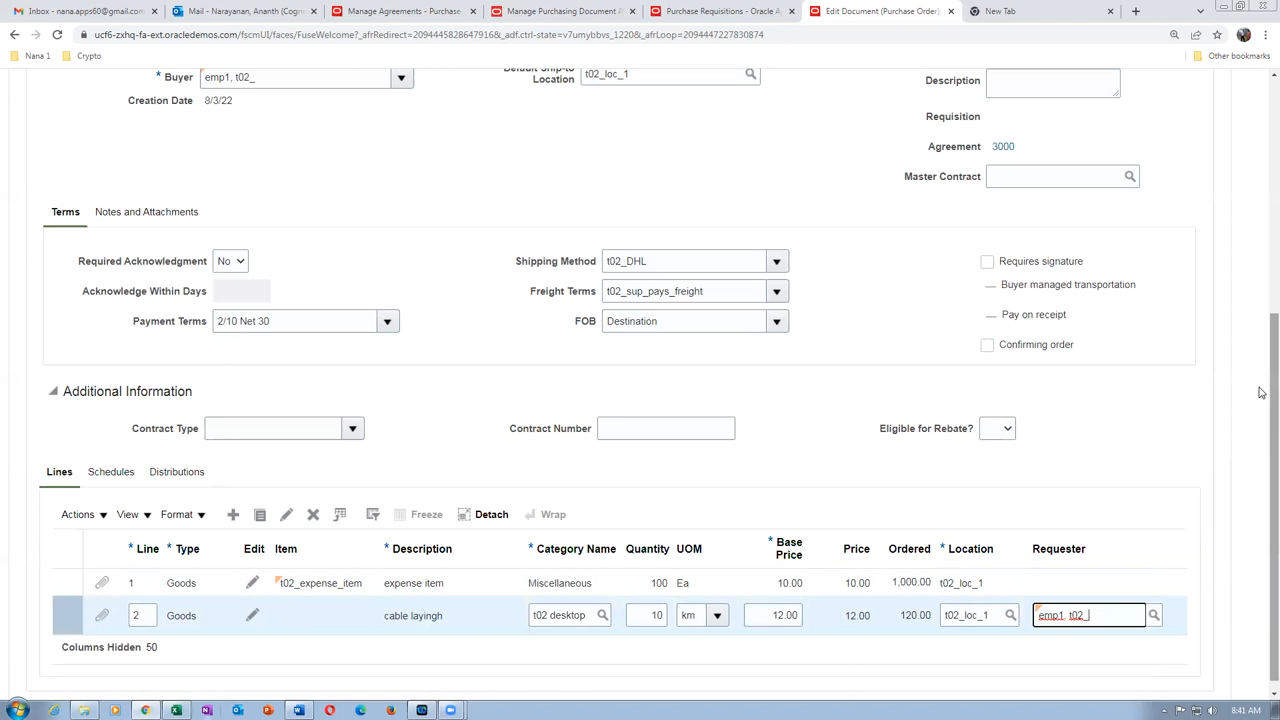 Inbox - nana.apps60@gmail.com
Mail - Narayanan, Ananth (Cogn
Manage Agreements - Purchase
Manage Purchasing Document A
Purchase Requisitions - Oracle A
Edit Document (Purchase Order)
New Tab
ucf6-zxhq-fa-ext.oracledemos.com/fscmUI/faces/FuseWelcome?_afrRedirect=20944458286479168&_adf.ctrl-state=v7umybbvs_1220&_afrLoop=20944447227830874
Nana 1
Crypto
Other bookmarks
* Buyer emp1, t02_
Default Ship-to Location t02_loc_1
Description
Creation Date 8/3/22
Requisition
Agreement 3000
Master Contract
Terms Notes and Attachments
Required Acknowledgment No
Shipping Method t02_DHL
Requires signature
Acknowledge Within Days
Freight Terms t02_sup_pays_freight
Buyer managed transportation
Payment Terms 2/10 Net 30
FOB Destination
Pay on receipt
Confirming order
Additional Information
Contract Type
Contract Number
Eligible for Rebate?
Lines Schedules Distributions
Actions View Format Freeze Detach Wrap
* Line * Type Edit Item * Description * Category Name Quantity UOM * Base Price Price Ordered * Location Requester
1 Goods t02_expense_item expense item Miscellaneous 100 Ea 10.00 10.00 1,000.00 t02_loc_1
2 Goods cable layingh t02 desktop 10 km 12.00 12.00 120.00 t02_loc_1 emp1, t02_
Columns Hidden 50
8:41 AM